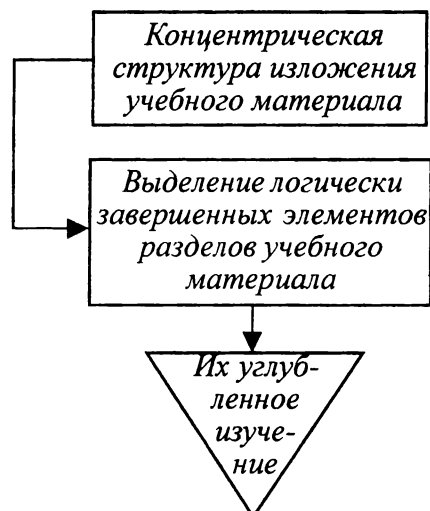 Концентрическая
структура изложения
учебного материала
Выделение логически
завершенных элементов
разделов учебного
материала
Их углуб-
ленное
изуче-
ние